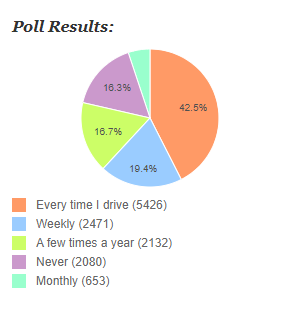 Poll Results:
16.3%
42.5%
16.7%
19.4%
Every time I drive (5426)
Weekly (2471)
A few times a year (2132)
Never (2080)
Monthly (653)